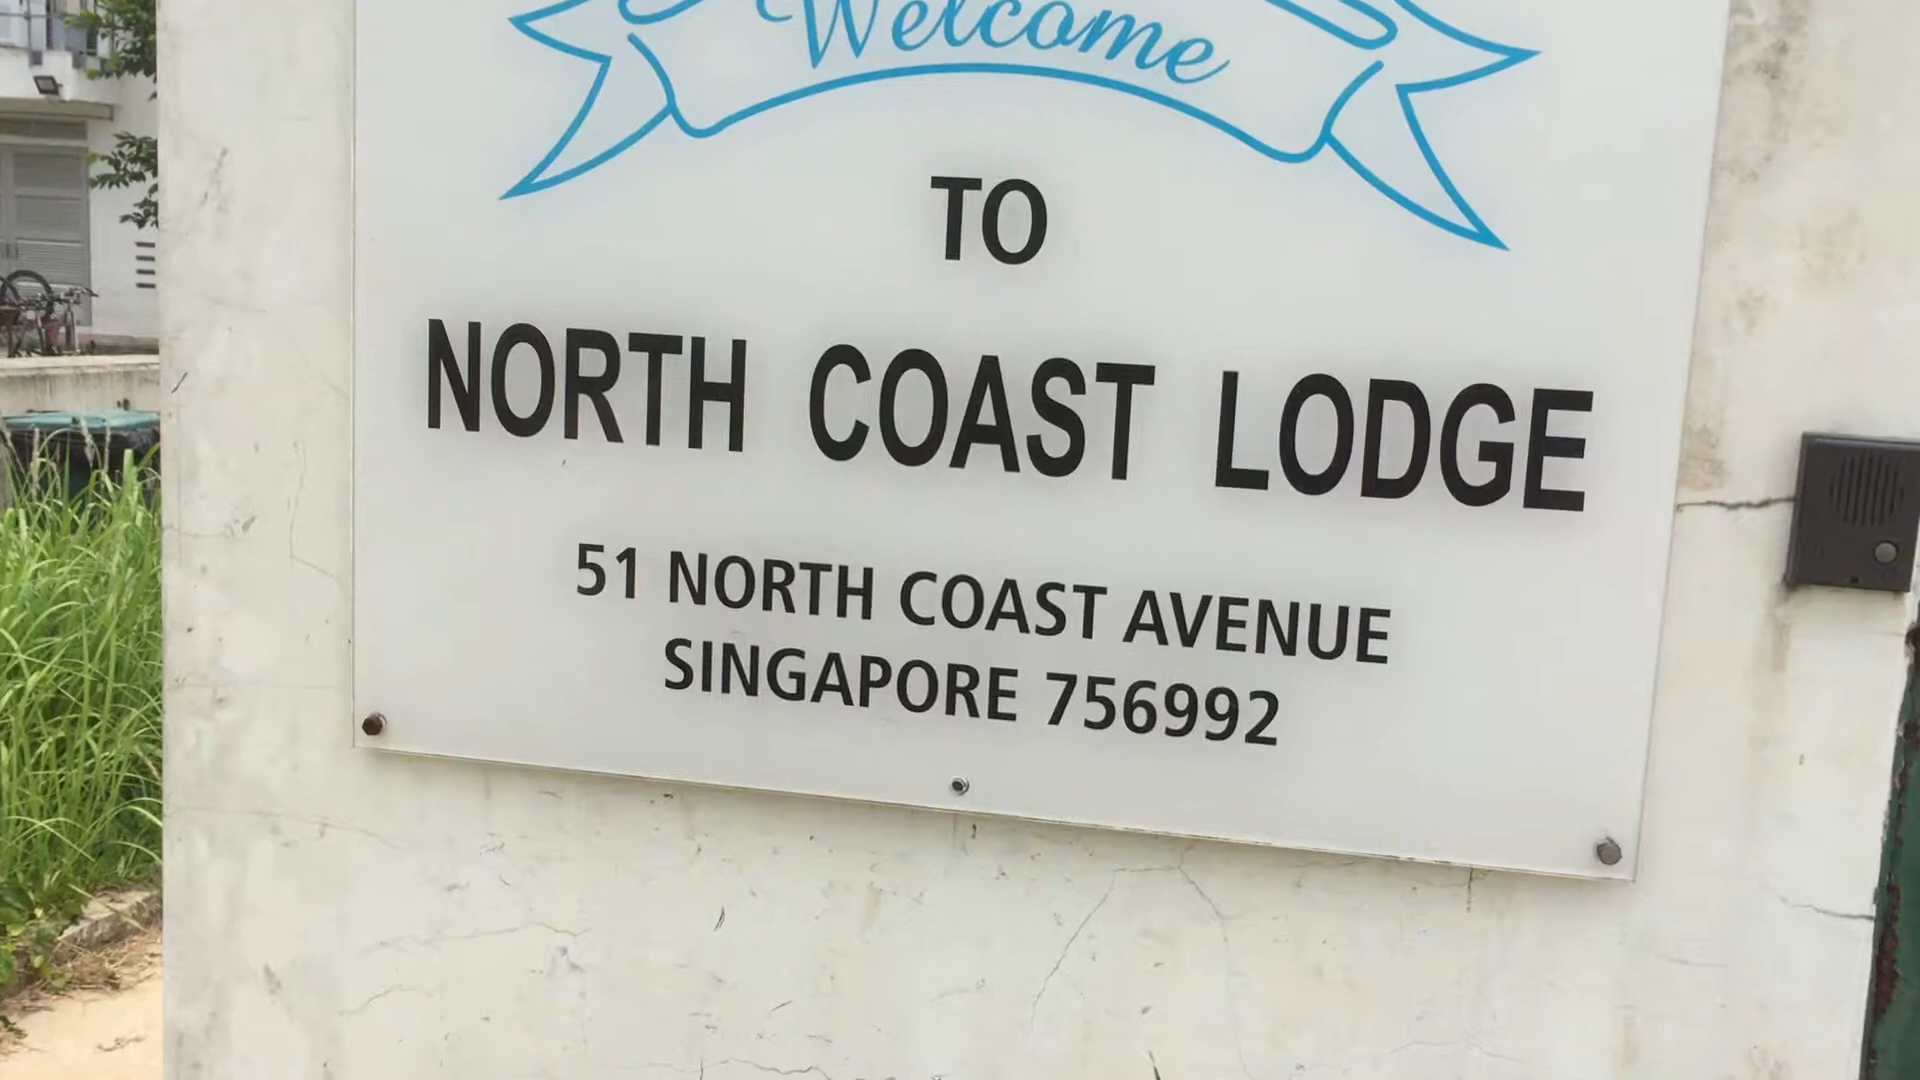 Welcome
TO
NORTH COAST LODGE
51 NORTH COAST AVENUE
SINGAPORE 756992